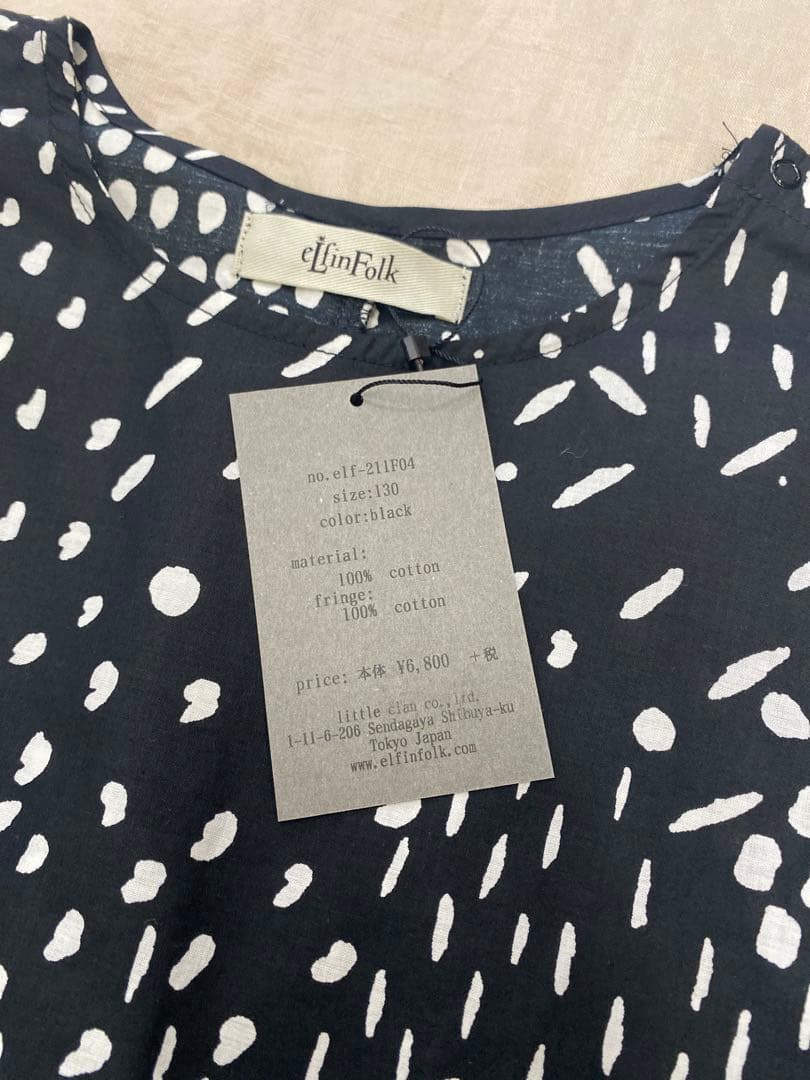 eLfinFolk
no.elf-211F04
size:130
color:black
material:
100% cotton
fringe:
100% cotton
price: 本体 ¥6,800 +税
little clan co.,ltd.
1-11-6-206 Sendagaya Shibuya-ku
Tokyo Japan
www.elfinfolk.com